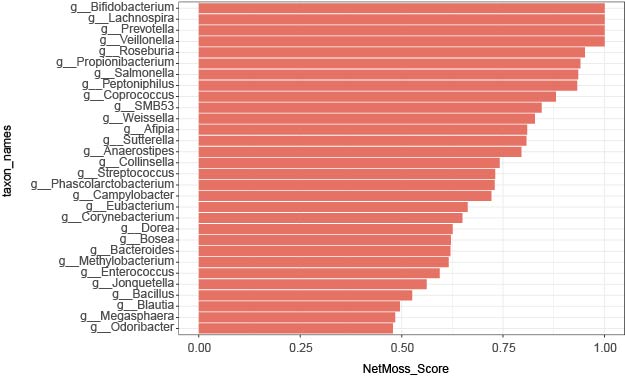 g__Bifidobacterium
g__Lachnospira
g__Prevotella
g__Veillonella
g__Roseburia
g__Propionibacterium
g__Salmonella
g__Peptoniphilus
g__Coprococcus
g__SMB53
g__Weissella
g__Afipia
g__Sutterella
g__Anaerostipes
g__Collinsella
g__Streptococcus
g__Phascolarctobacterium
g__Campylobacter
g__Eubacterium
g__Corynebacterium
g__Dorea
g__Bosea
g__Bacteroides
g__Methylobacterium
g__Enterococcus
g__Jonquetella
g__Bacillus
g__Blautia
g__Megasphaera
g__Odoribacter
taxon_names
0.00 0.25 0.50 0.75 1.00
NetMoss_Score